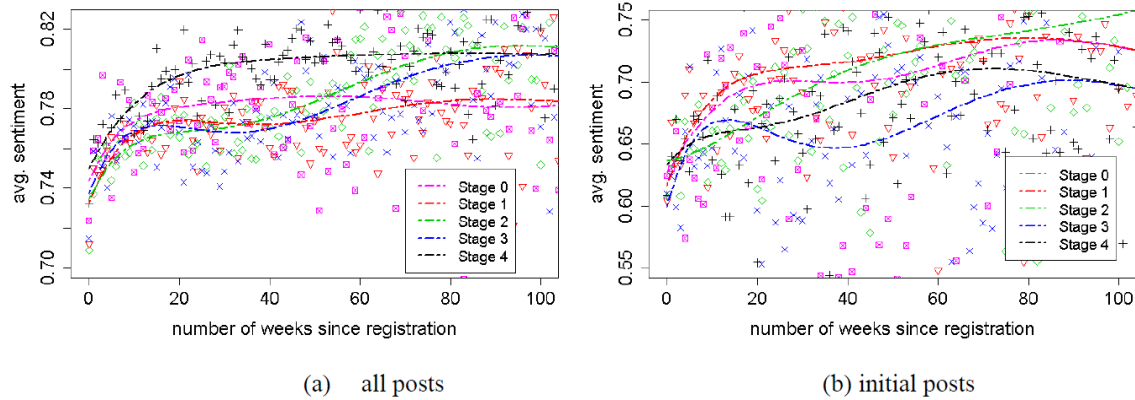 0.82
0.78
0.74
0.70
avg. sentiment
0 20 40 60 80 100
number of weeks since registration
Stage 0
Stage 1
Stage 2
Stage 3
Stage 4
(a) all posts
0.75
0.70
0.65
0.60
0.55
avg. sentiment
0 20 40 60 80 100
number of weeks since registration
Stage 0
Stage 1
Stage 2
Stage 3
Stage 4
(b) initial posts